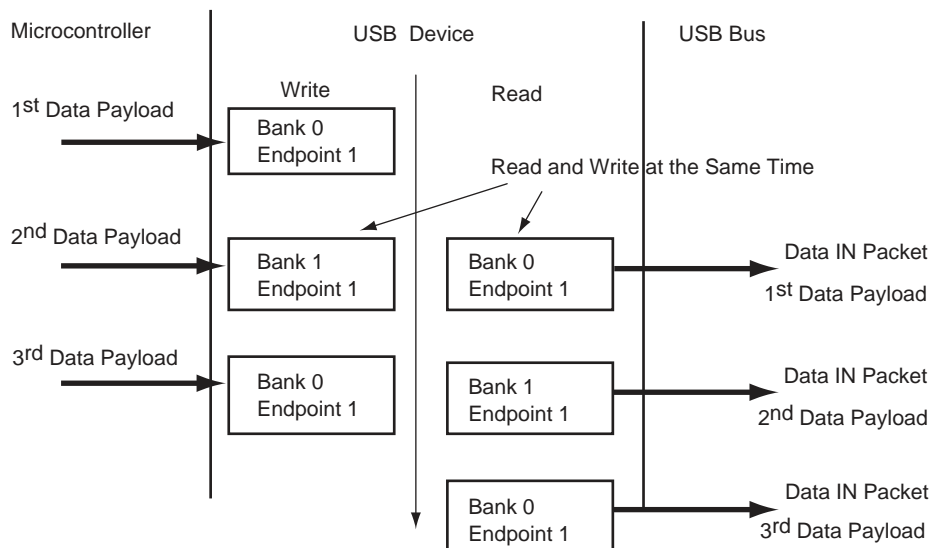 Microcontroller
USB Device
USB Bus
Write
Read
1st Data Payload
Bank 0
Endpoint 1
Read and Write at the Same Time
2nd Data Payload
Bank 1
Endpoint 1
Bank 0
Endpoint 1
Data IN Packet
1st Data Payload
3rd Data Payload
Bank 0
Endpoint 1
Bank 1
Endpoint 1
Data IN Packet
2nd Data Payload
Bank 0
Endpoint 1
Data IN Packet
3rd Data Payload